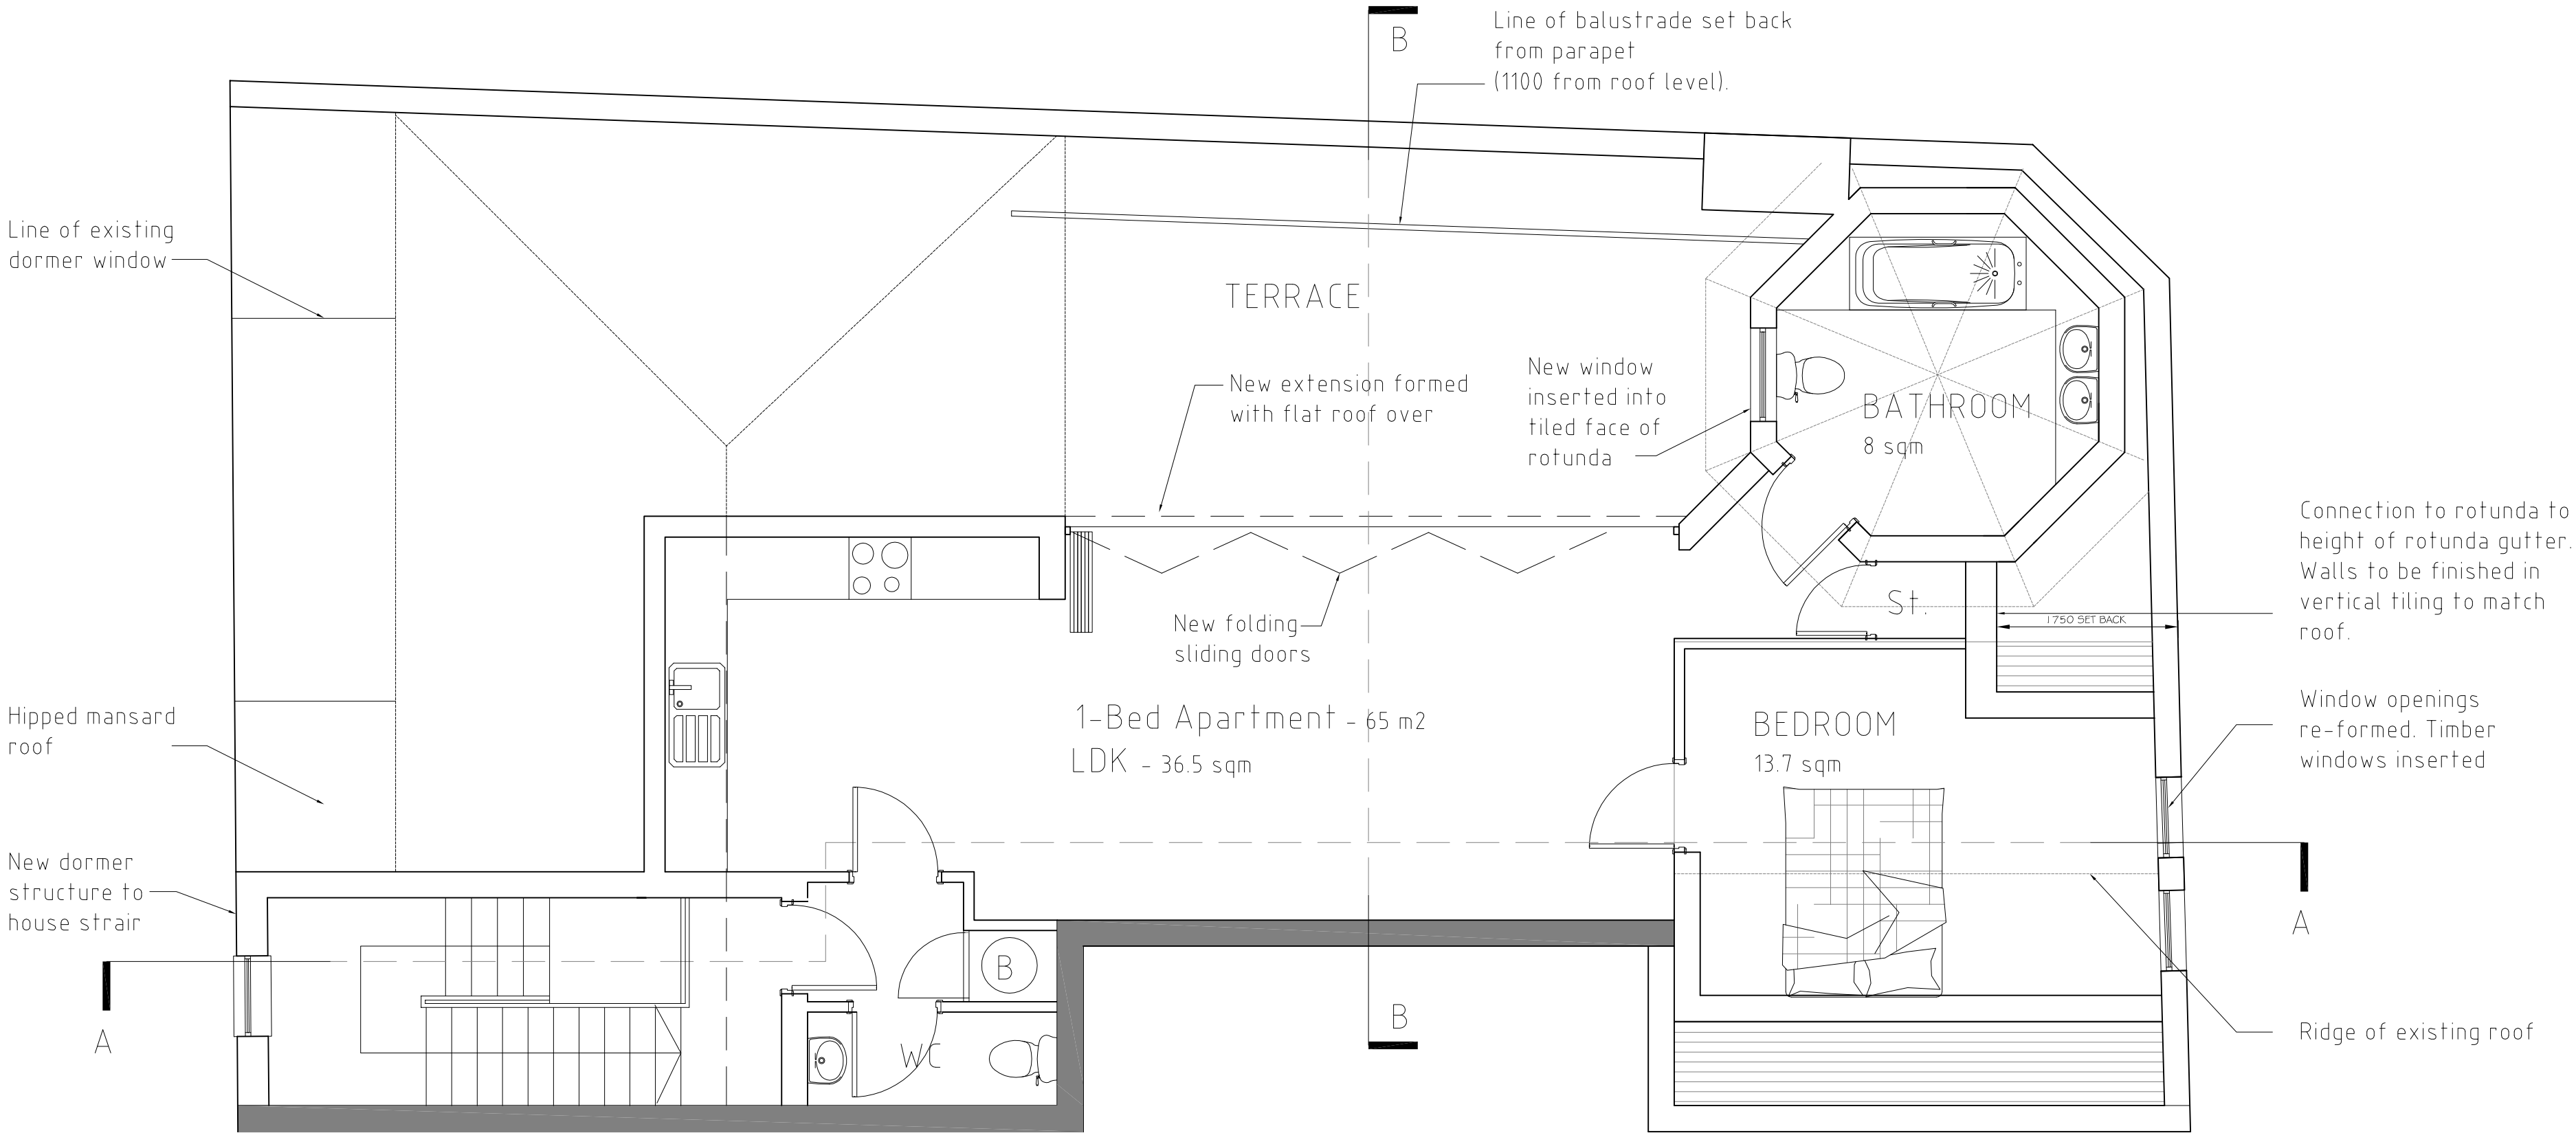 B
Line of balustrade set back
from parapet
(1100 from roof level).
Line of existing
dormer window
TERRACE
New extension formed
with flat roof over
New window
inserted into
tiled face of
rotunda
BATHROOM
8 sqm
Connection to rotunda to
height of rotunda gutter.
Walls to be finished in
vertical tiling to match
roof.
St.
1750 SET BACK
New folding
sliding doors
Hipped mansard
roof
1-Bed Apartment - 65 m2
LDK - 36.5 sqm
BEDROOM
13.7 sqm
Window openings
re-formed. Timber
windows inserted
New dormer
structure to
house strair
A
B
A
B
WC
Ridge of existing roof